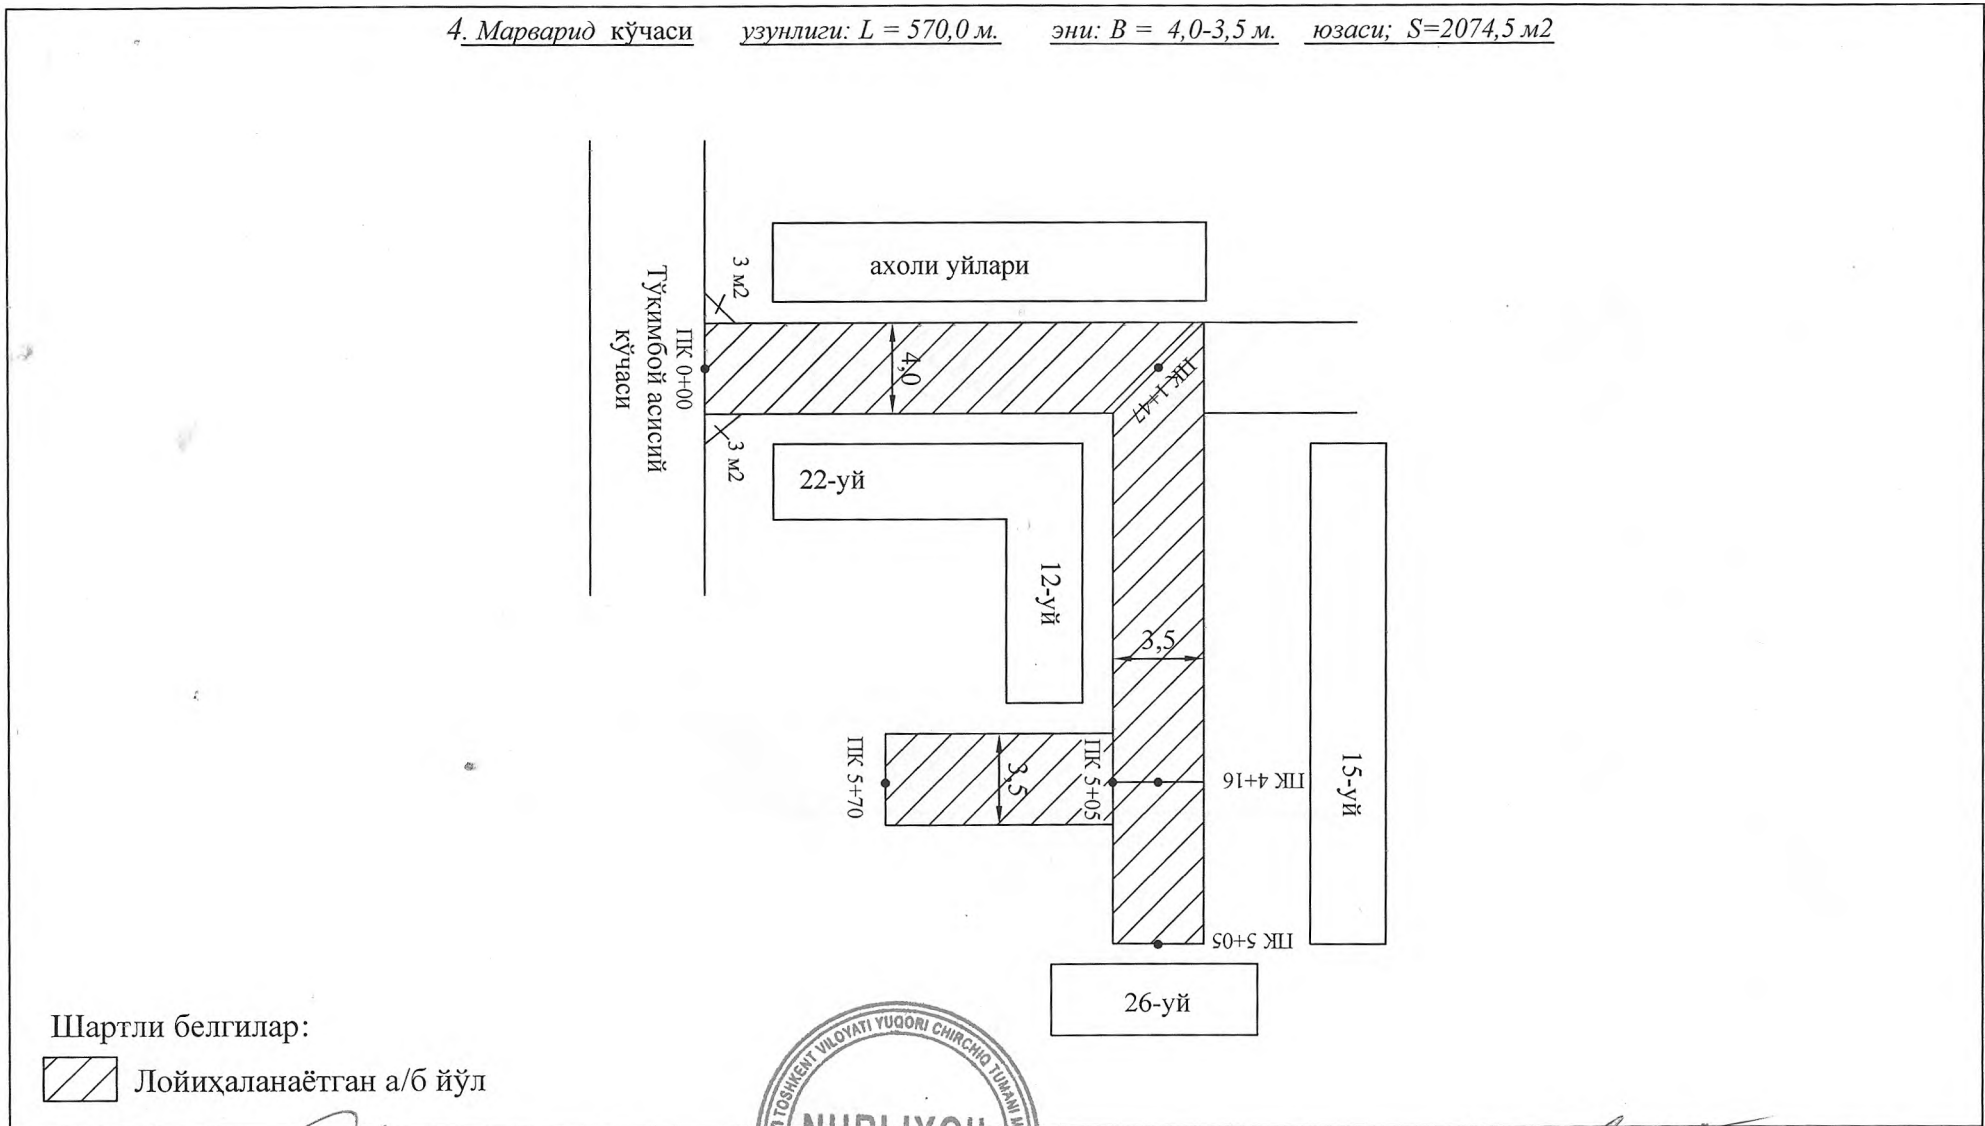 4. Марварид кўчаси узунлиги: L = 570,0 м. эни: B = 4,0-3,5 м. юзаси; S=2074,5 м2
ахоли уйлари
3 м2
Тўқимбой асисий
кўчаси
ПК 0+00
4,0
ПК 1+47
3 м2
22-уй
12-уй
3,5
15-уй
ПК 4+16
ПК 5+05
3,5
ПК 5+70
ПК 5+05
26-уй
Шартли белгилар:
Лойиҳаланаётган а/б йўл
TOSHKENT VILOYATI YUQORI CHIRCHIQ TUMANI